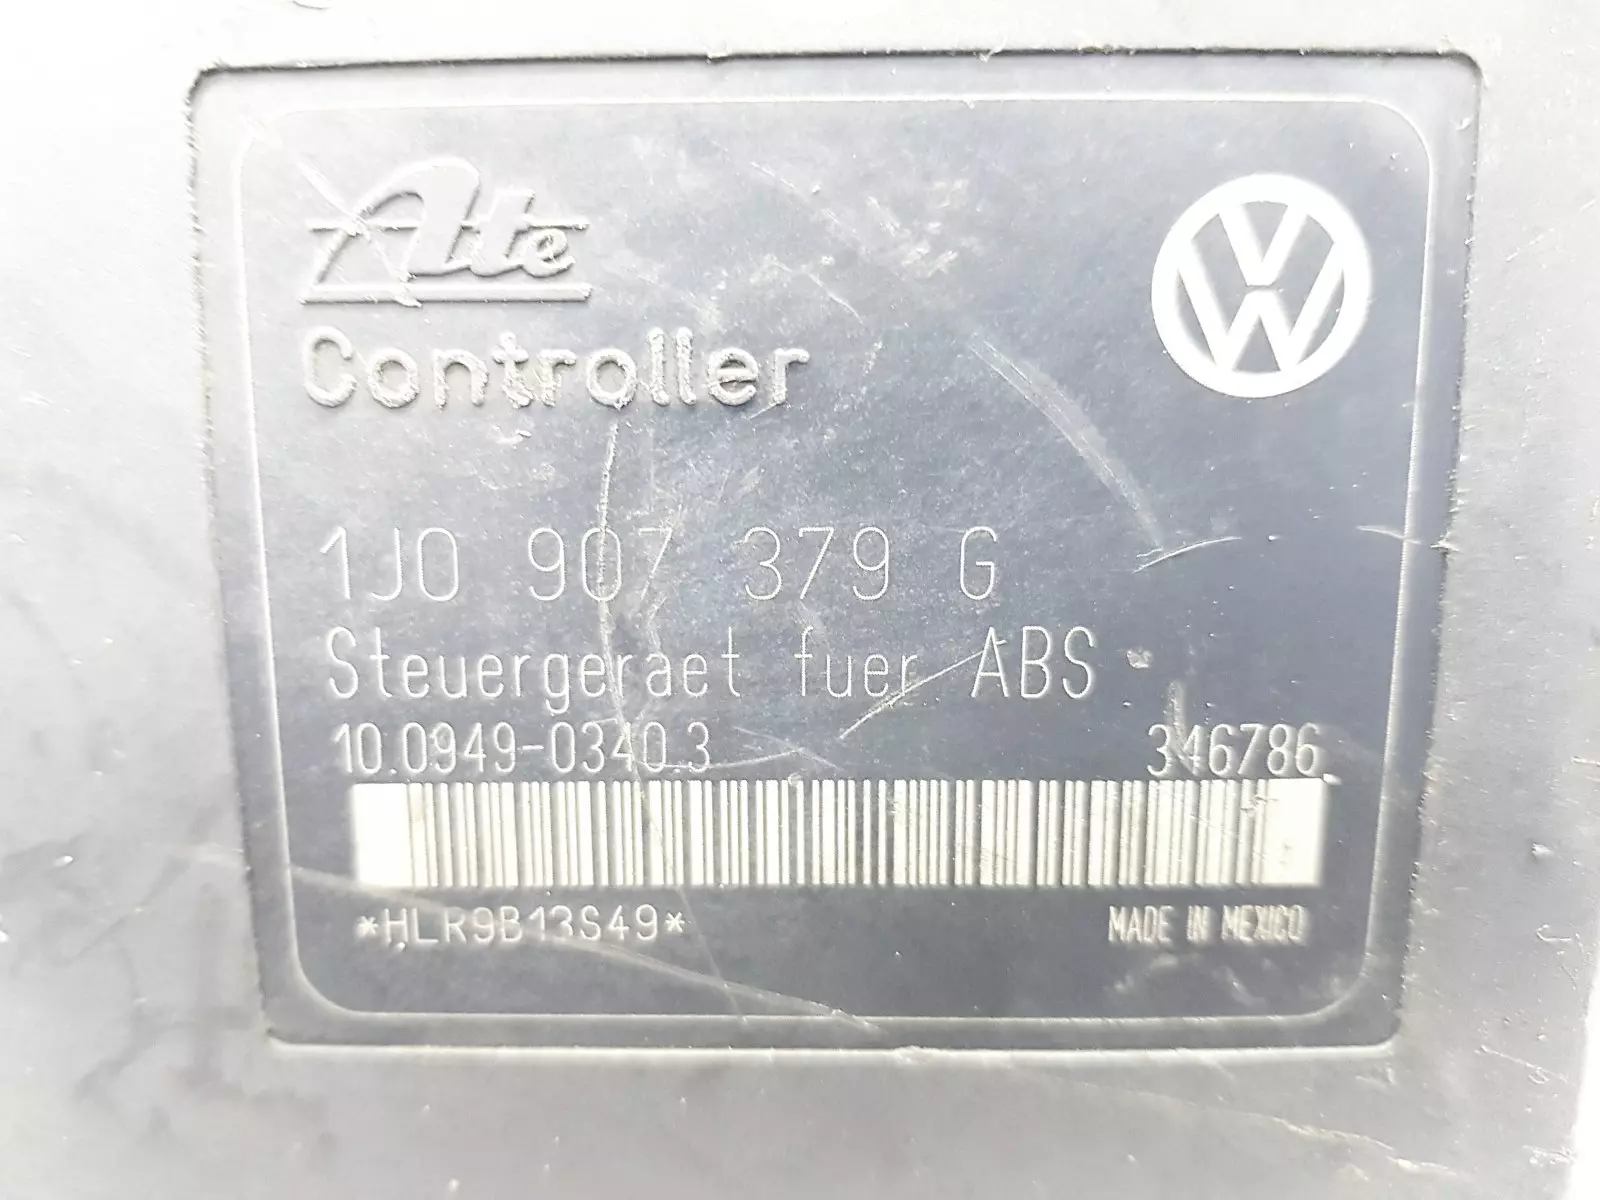 Ate
Controller
1J0 907 379 G
Steuergeraet fuer ABS
10.0949-0340.3 346786
*HLR9B13S49* MADE IN MEXICO